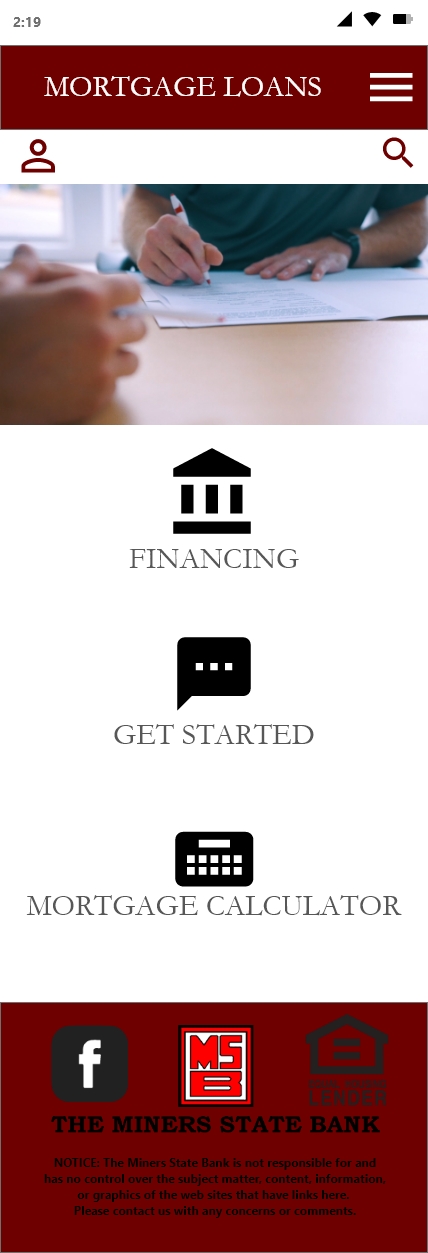 2:19
MORTGAGE LOANS
FINANCING
GET STARTED
MORTGAGE CALCULATOR
f
MSB
LENDER
THE MINERS STATE BANK
NOTICE: The Miners State Bank is not responsible for and
has no control over the subject matter, content, information,
or graphics of the web sites that have links here.
Please contact us with any concerns or comments.